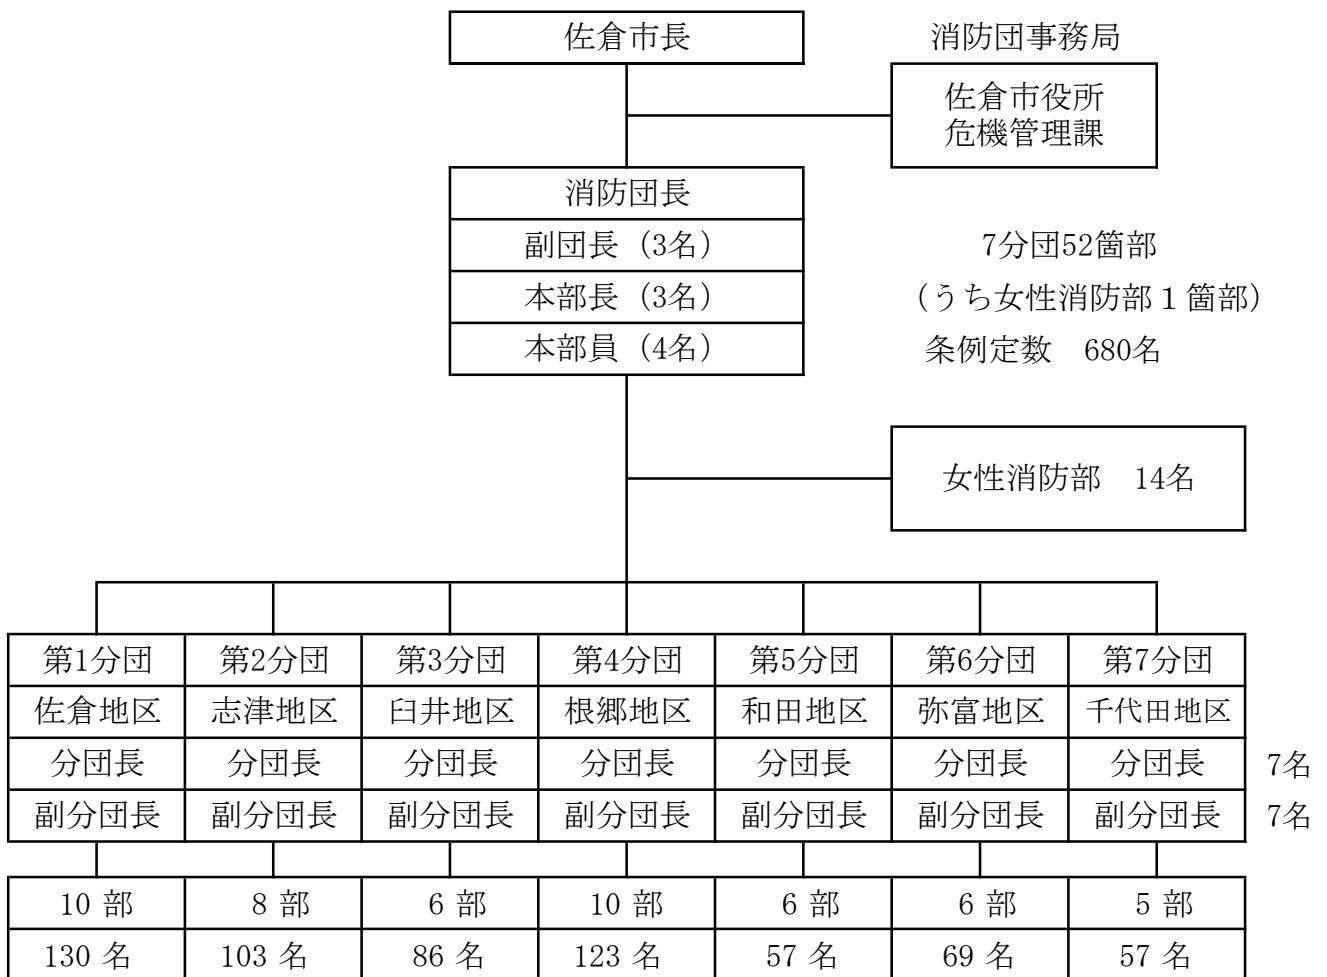 佐倉市長
消防団事務局
佐倉市役所
危機管理課
消防団長
副団長（3名）
本部長（3名）
本部員（4名）
7分団52箇部
（うち女性消防部１箇部）
条例定数　680名
女性消防部　14名
第1分団 第2分団 第3分団 第4分団 第5分団 第6分団 第7分団
佐倉地区 志津地区 臼井地区 根郷地区 和田地区 弥富地区 千代田地区
分団長 分団長 分団長 分団長 分団長 分団長 分団長 7名
副分団長 副分団長 副分団長 副分団長 副分団長 副分団長 副分団長 7名
10 部 8 部 6 部 10 部 6 部 6 部 5 部
130 名 103 名 86 名 123 名 57 名 69 名 57 名